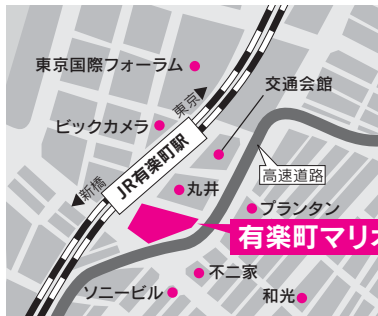 東京国際フォーラム
東京
交通会館
ビックカメラ
JR有楽町駅
高速道路
新橋
丸井
プランタン
有楽町マリオ
不二家
ソニービル
和光